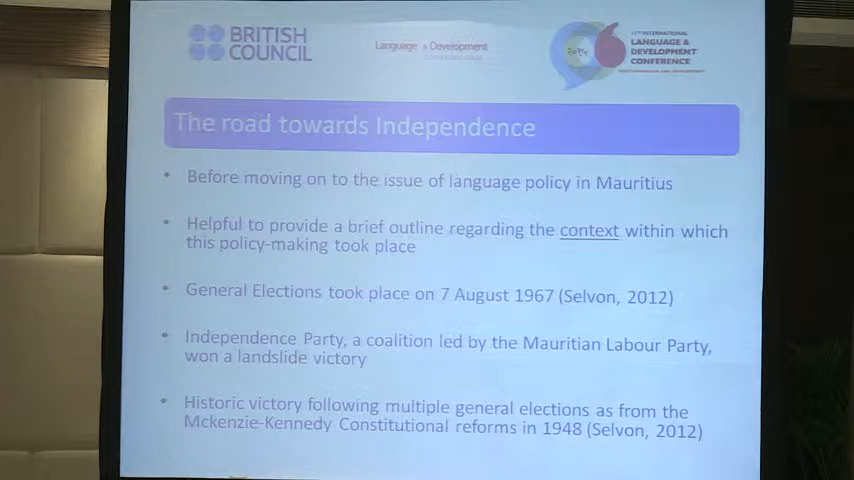 BRITISH
COUNCIL
Language & Development
11TH INTERNATIONAL
LANGUAGE &
DEVELOPMENT
CONFERENCE
२०१५
The road towards Independence
• Before moving on to the issue of language policy in Mauritius
• Helpful to provide a brief outline regarding the context within which
this policy-making took place
• General Elections took place on 7 August 1967 (Selvon, 2012)
• Independence Party, a coalition led by the Mauritian Labour Party,
won a landslide victory
• Historic victory following multiple general elections as from the
Mckenzie-Kennedy Constitutional reforms in 1948 (Selvon, 2012)